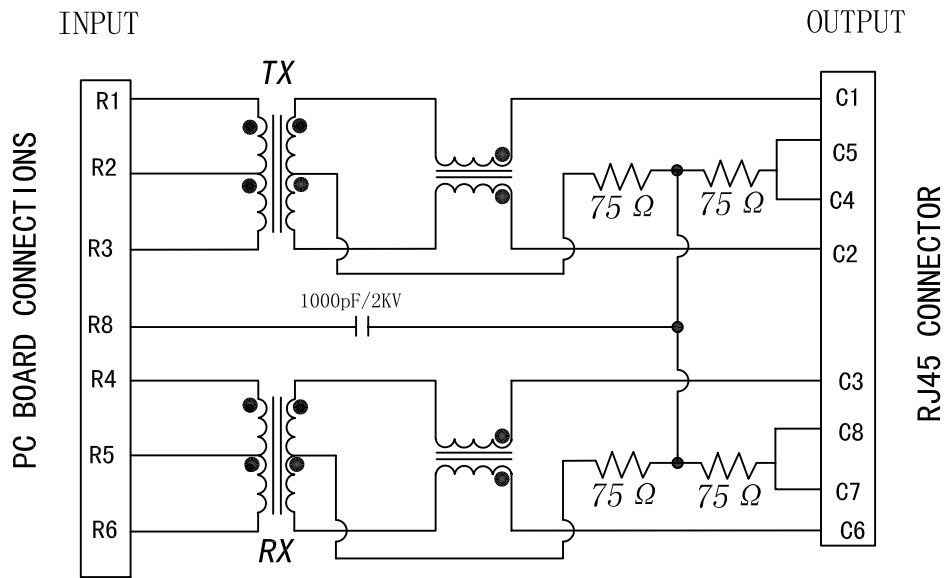 INPUT
OUTPUT
PC BOARD CONNECTIONS
TX
R1
R2
R3
R8
R4
R5
R6
1000pF/2KV
75 Ω
75 Ω
75 Ω
75 Ω
RX
C1
C5
C4
C2
C3
C8
C7
C6
RJ45 CONNECTOR